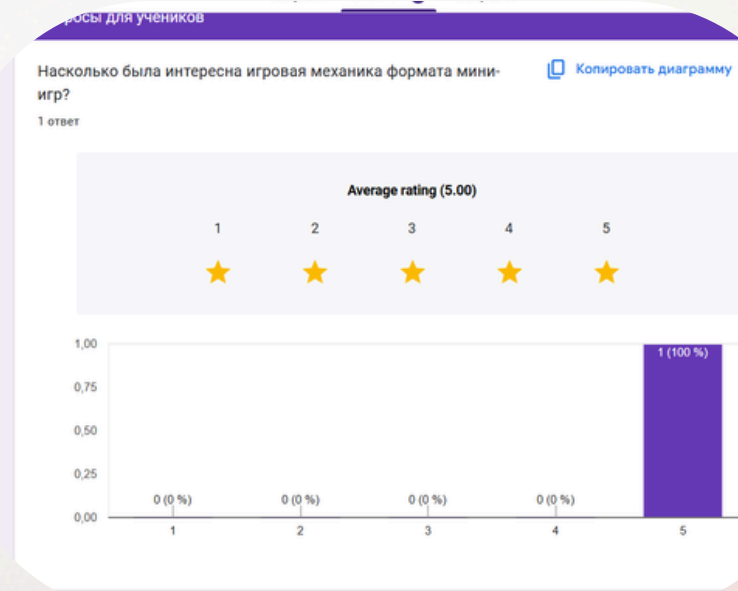 для учеников
Насколько была интересна игровая механика формата мини-
игр?
Копировать диаграмму
1 ответ
Average rating (5.00)
1 2 3 4 5
1,00
1 (100 %)
0,75
0,50
0,25
0 (0 %) 0 (0 %) 0 (0 %) 0 (0 %)
0,00
1 2 3 4 5